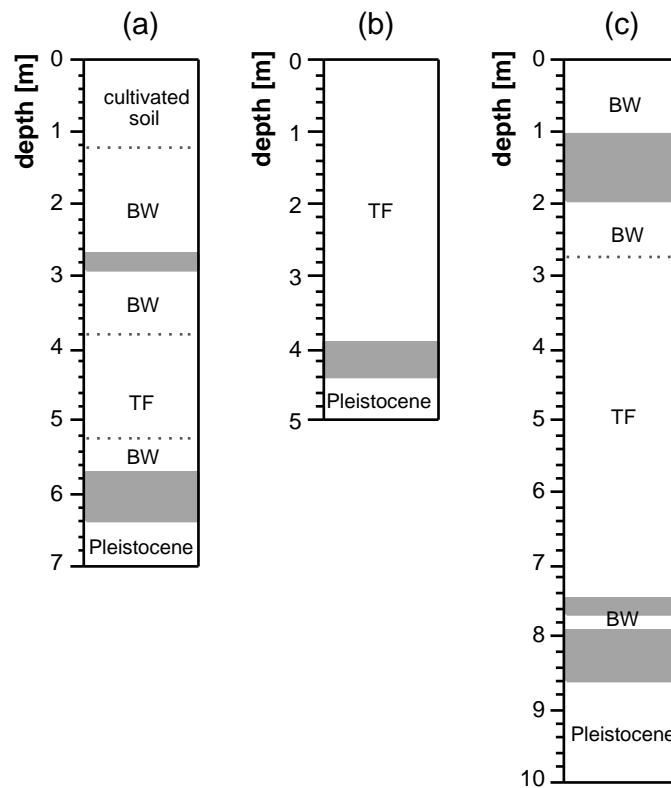 (a)
depth [m]
0
1
2
3
4
5
6
7
cultivated
soil
BW
BW
TF
BW
Pleistocene
(b)
depth [m]
0
1
2
3
4
5
TF
Pleistocene
(c)
depth [m]
0
1
2
3
4
5
6
7
8
9
10
BW
BW
TF
BW
Pleistocene